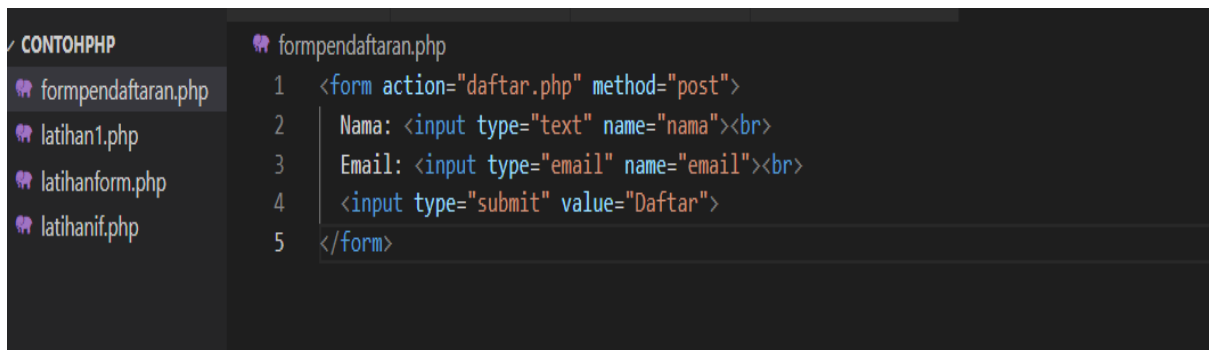 CONTOHPHP
formpendaftaran.php
latihan1.php
latihanform.php
latihanif.php
formpendaftaran.php
1 <form action="daftar.php" method="post">
2 Nama: <input type="text" name="nama"><br>
3 Email: <input type="email" name="email"><br>
4 <input type="submit" value="Daftar">
5 </form>